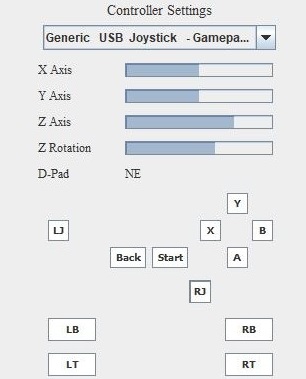 Controller Settings
Generic USB Joystick - Gamepa...
X Axis
Y Axis
Z Axis
Z Rotation
D-Pad NE
Y
LJ X B
Back Start A
RJ
LB RB
LT RT